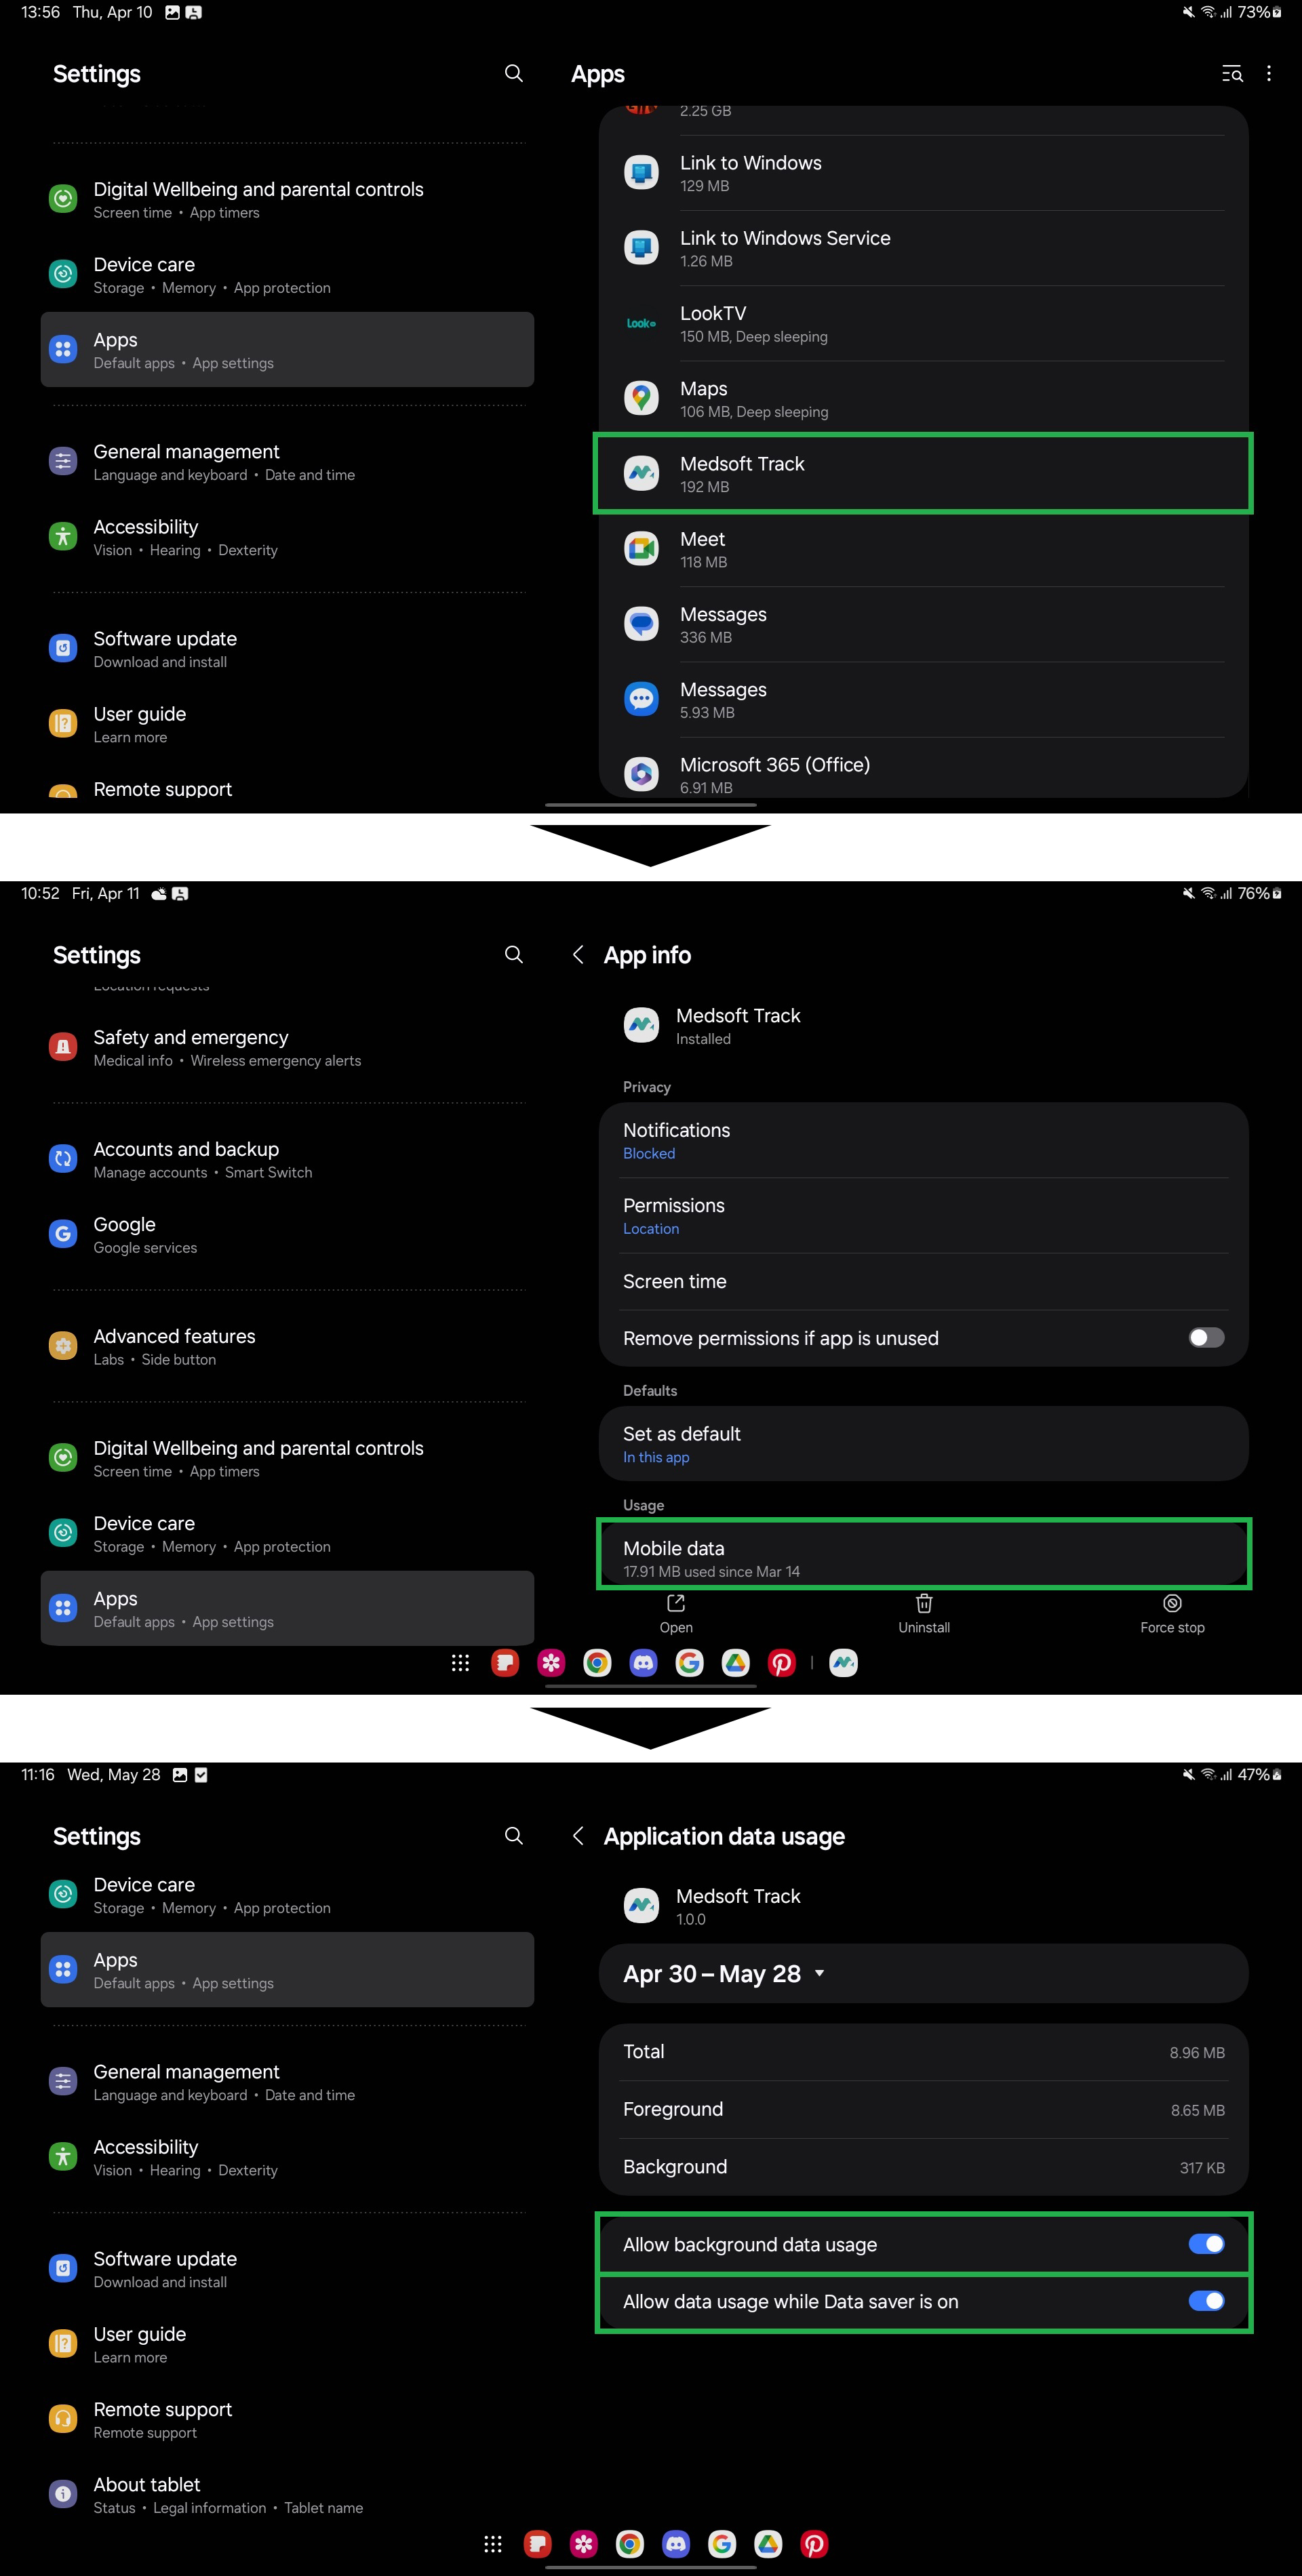 13:56 Thu, Apr 10
73%
Settings
Digital Wellbeing and parental controls
Screen time • App timers
Device care
Storage • Memory • App protection
Apps
Default apps • App settings
General management
Language and keyboard • Date and time
Accessibility
Vision • Hearing • Dexterity
Software update
Download and install
User guide
Learn more
Remote support
Apps
2.25 GB
Link to Windows
129 MB
Link to Windows Service
1.26 MB
Look
LookTV
150 MB, Deep sleeping
Maps
106 MB, Deep sleeping
Medsoft Track
192 MB
Meet
118 MB
Messages
336 MB
Messages
5.93 MB
Microsoft 365 (Office)
6.91 MB
10:52 Fri, Apr 11
76%
Settings
Location requests
Safety and emergency
Medical info • Wireless emergency alerts
Accounts and backup
Manage accounts • Smart Switch
Google
Google services
Advanced features
Labs • Side button
Digital Wellbeing and parental controls
Screen time • App timers
Device care
Storage • Memory • App protection
Apps
Default apps • App settings
App info
Medsoft Track
Installed
Privacy
Notifications
Blocked
Permissions
Location
Screen time
Remove permissions if app is unused
Defaults
Set as default
In this app
Usage
Mobile data
17.91 MB used since Mar 14
Open
Uninstall
Force stop
11:16 Wed, May 28
47%
Settings
Device care
Storage • Memory • App protection
Apps
Default apps • App settings
General management
Language and keyboard • Date and time
Accessibility
Vision • Hearing • Dexterity
Software update
Download and install
User guide
Learn more
Remote support
Remote support
About tablet
Status • Legal information • Tablet name
Application data usage
Medsoft Track
1.0.0
Apr 30 – May 28
Total
8.96 MB
Foreground
8.65 MB
Background
317 KB
Allow background data usage
Allow data usage while Data saver is on